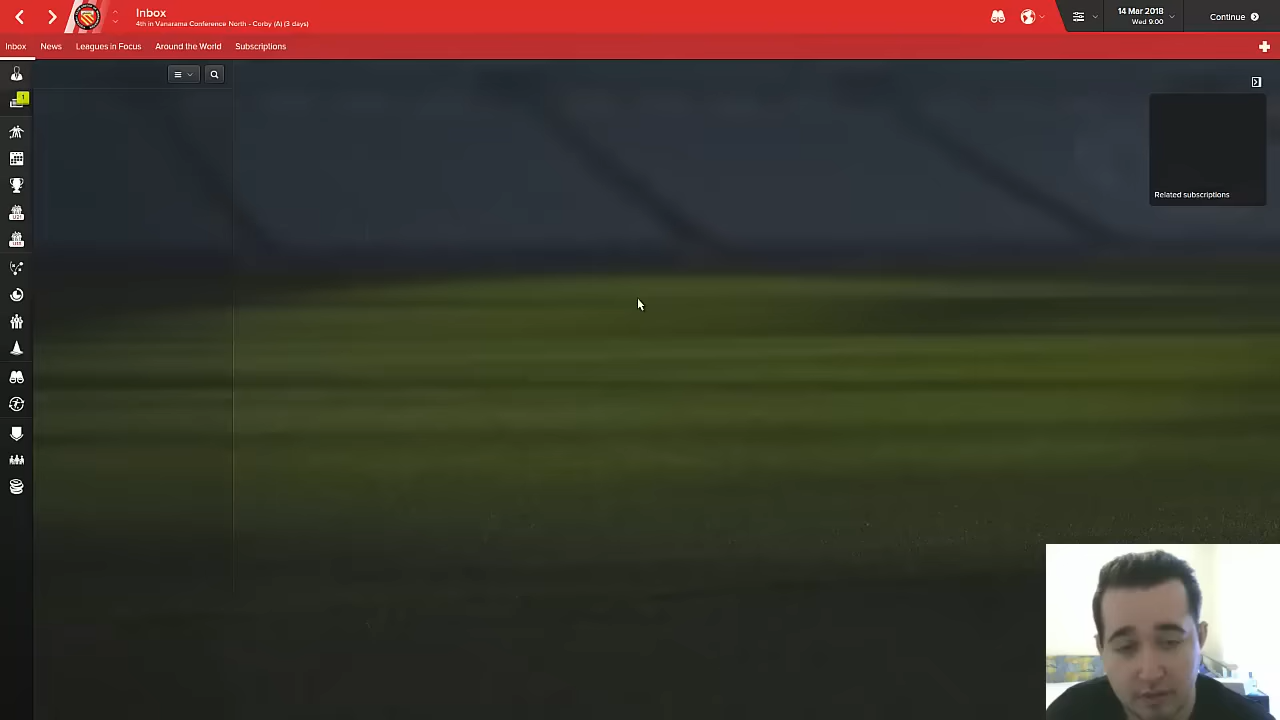 Inbox
4th in Vanarama Conference North - Corby (A) (3 days)
14 Mar 2018
Wed 9:00
Continue
Inbox News Leagues in Focus Around the World Subscriptions
1
Related subscriptions